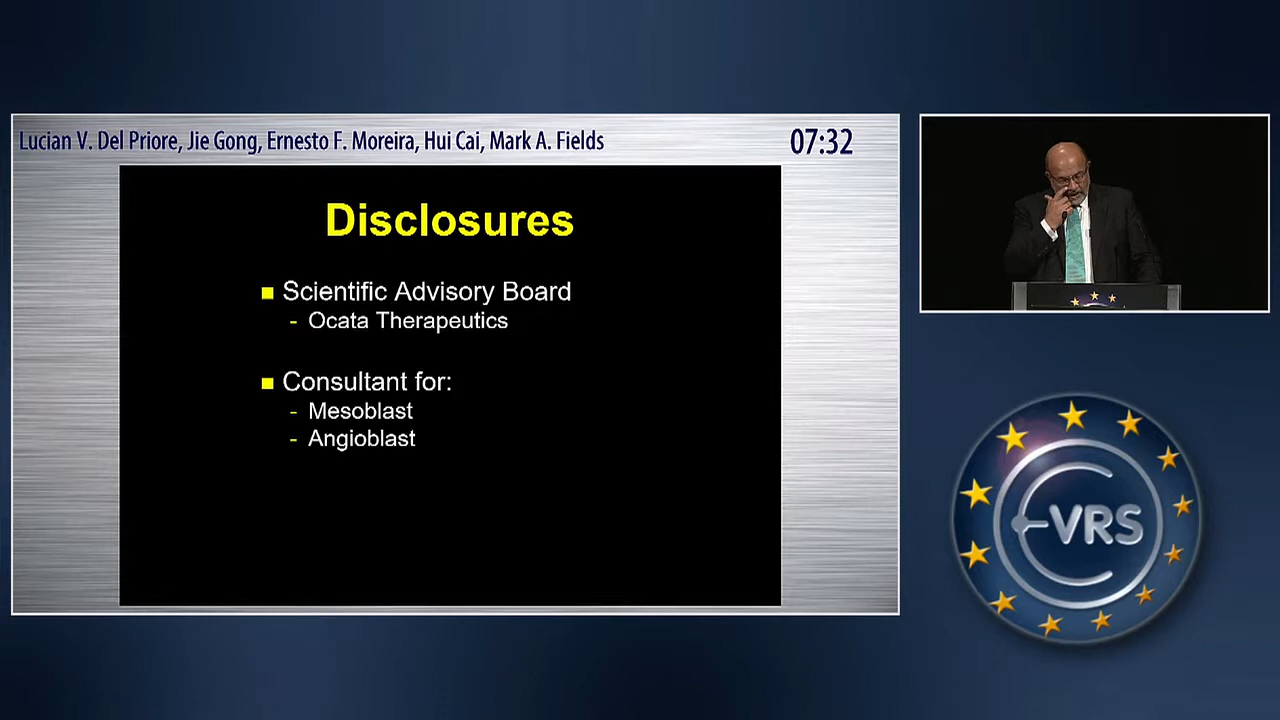 Lucian V. Del Priore, Jie Gong, Ernesto F. Moreira, Hui Cai, Mark A. Fields
07:32
Disclosures
Scientific Advisory Board
- Ocata Therapeutics
Consultant for:
- Mesoblast
- Angioblast
E-VRS